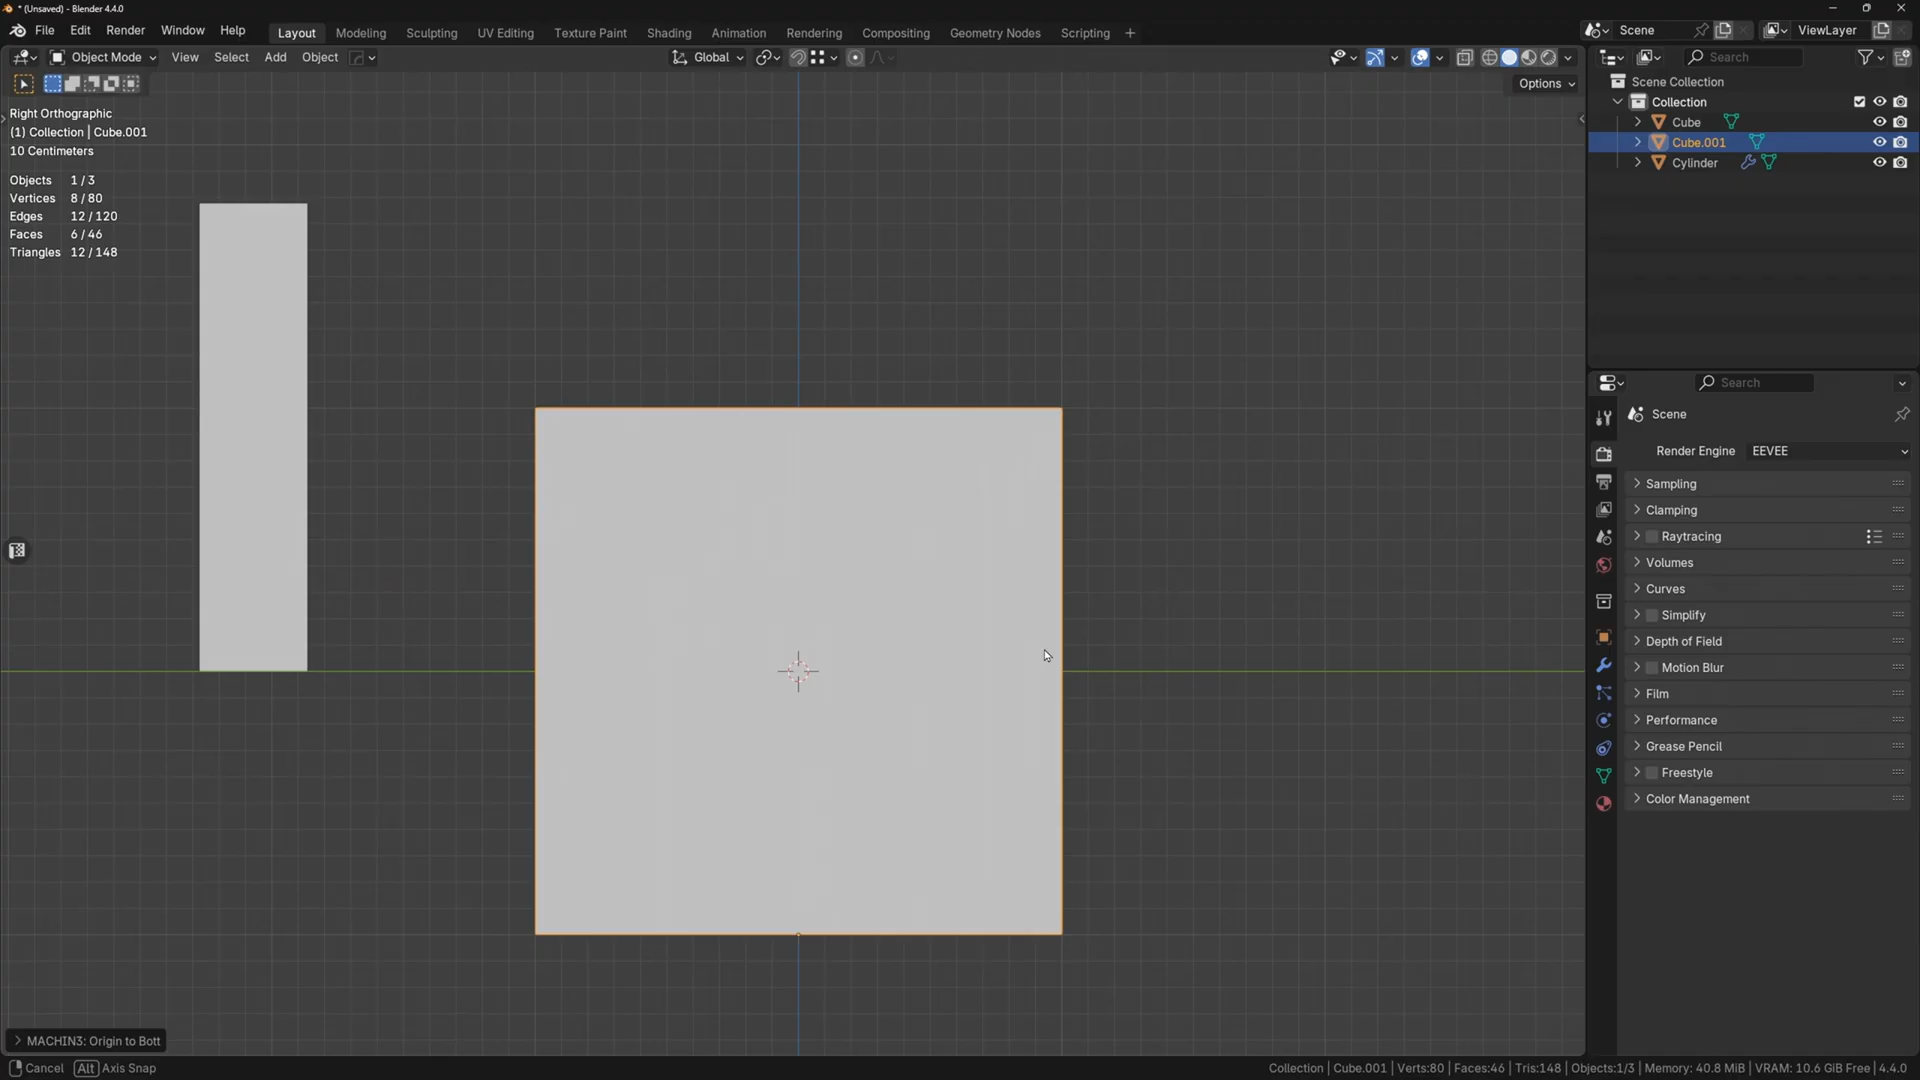 * (Unsaved) - Blender 4.4.0
File Edit Render Window Help
Layout Modeling Sculpting UV Editing Texture Paint Shading Animation Rendering Compositing Geometry Nodes Scripting +
Scene
ViewLayer
Object Mode View Select Add Object
Global
Search
Options
Right Orthographic
(1) Collection | Cube.001
10 Centimeters
Objects 1 / 3
Vertices 8 / 80
Edges 12 / 120
Faces 6 / 46
Triangles 12 / 148
Scene Collection
Collection
Cube
Cube.001
Cylinder
Search
Scene
Render Engine EEVEE
Sampling
Clamping
Raytracing
Volumes
Curves
Simplify
Depth of Field
Motion Blur
Film
Performance
Grease Pencil
Freestyle
Color Management
MACHIN3: Origin to Bott
Cancel Alt Axis Snap
Collection | Cube.001 | Verts:80 | Faces:46 | Tris:148 | Objects:1/3 | Memory: 40.8 MiB | VRAM: 10.6 GiB Free | 4.4.0